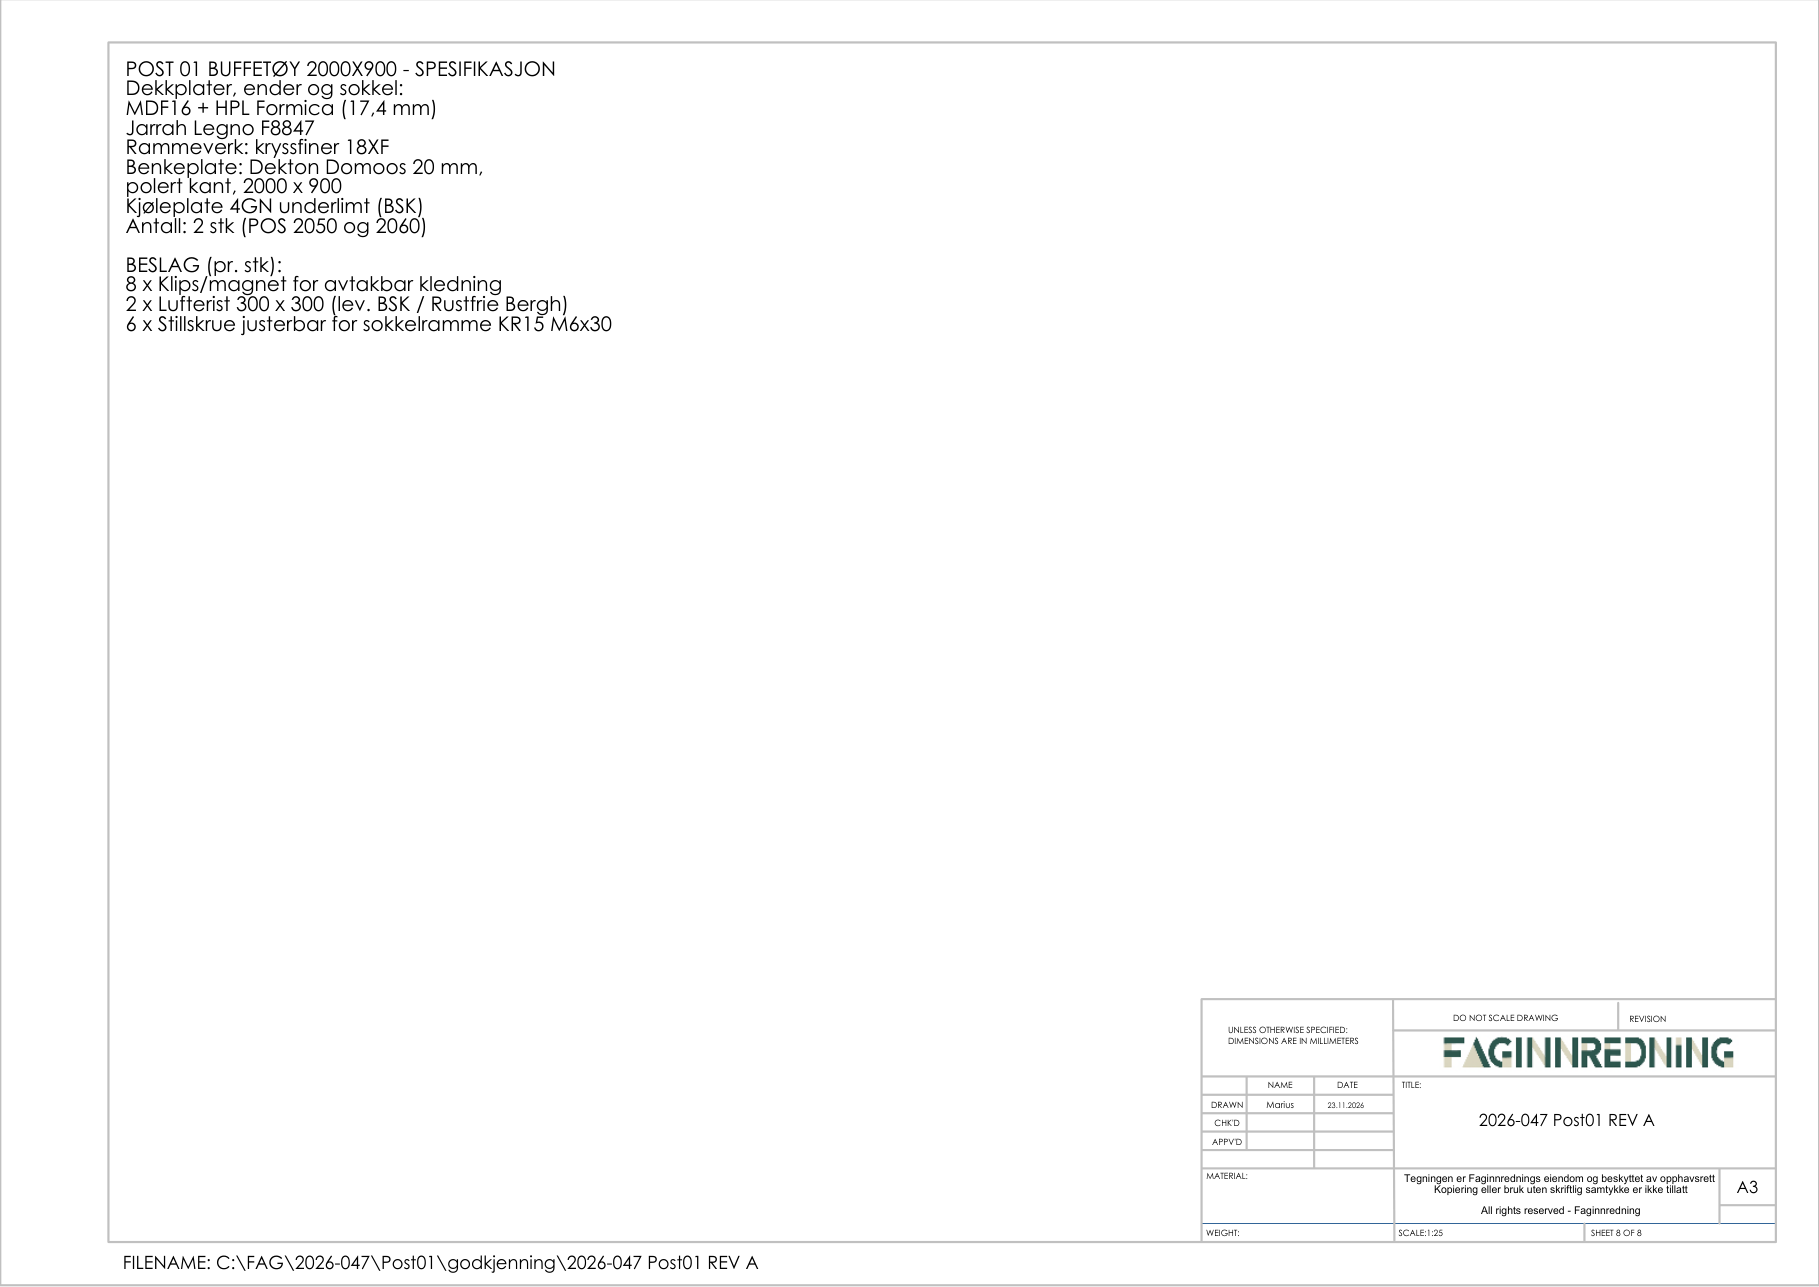 POST 01 BUFFETØY 2000X900 - SPESIFIKASJON
Dekkplater, ender og sokkel:
MDF16 + HPL Formica (17,4 mm)
Jarrah Legno F8847
Rammeverk: kryssfiner 18XF
Benkeplate: Dekton Domoos 20 mm,
polert kant, 2000 x 900
Kjøleplate 4GN underlimt (BSK)
Antall: 2 stk (POS 2050 og 2060)
BESLAG (pr. stk):
8 x Klips/magnet for avtakbar kledning
2 x Lufterist 300 x 300 (lev. BSK / Rustfrie Bergh)
6 x Stillskrue justerbar for sokkelramme KR15 M6x30
UNLESS OTHERWISE SPECIFIED:
DIMENSIONS ARE IN MILLIMETERS
DO NOT SCALE DRAWING
REVISION
FAGINNREDNING
NAME DATE
DRAWN Marius 23.11.2026
CHK'D
APPV'D
TITLE:
2026-047 Post01 REV A
MATERIAL:
Tegningen er Faginnrednings eiendom og beskyttet av opphavsrett
Kopiering eller bruk uten skriftlig samtykke er ikke tillatt
All rights reserved - Faginnredning
A3
WEIGHT:
SCALE:1:25
SHEET 8 OF 8
FILENAME: C:\FAG\2026-047\Post01\godkjenning\2026-047 Post01 REV A